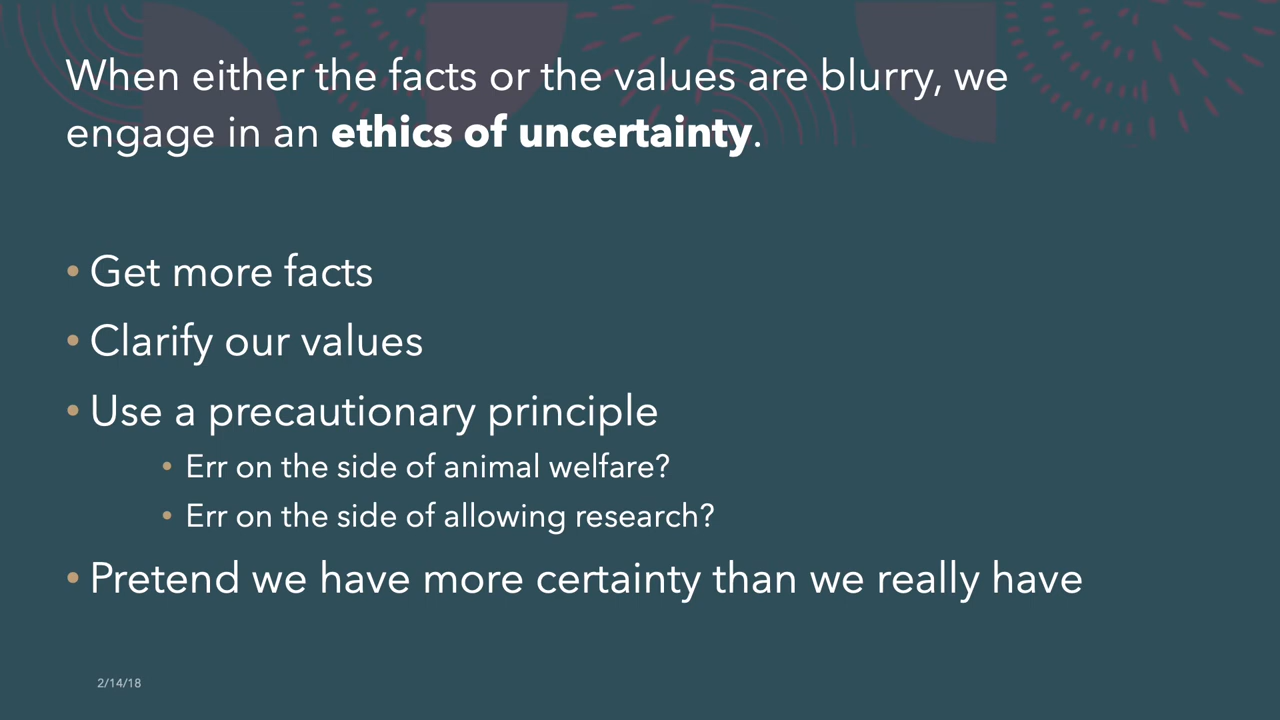 When either the facts or the values are blurry, we
engage in an ethics of uncertainty.
• Get more facts
• Clarify our values
• Use a precautionary principle
• Err on the side of animal welfare?
• Err on the side of allowing research?
• Pretend we have more certainty than we really have
2/14/18